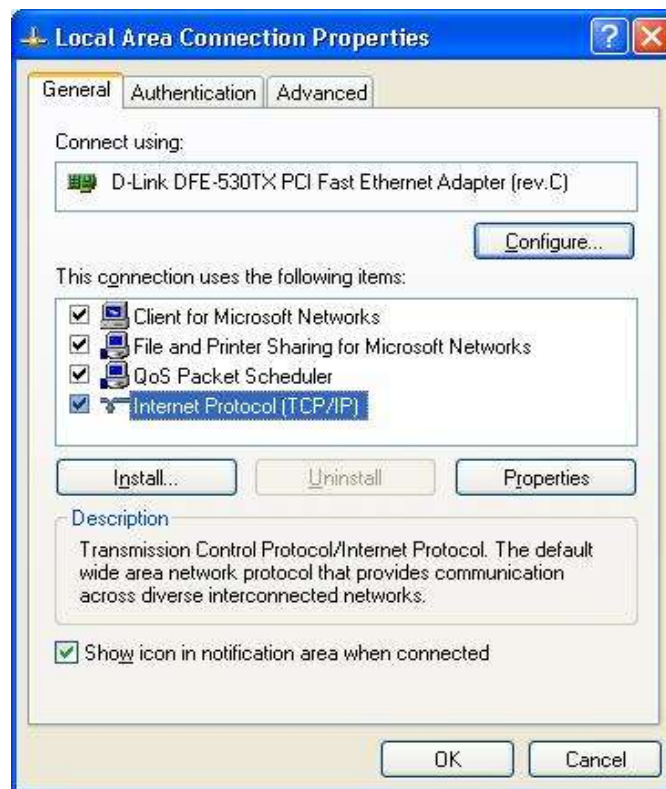 Local Area Connection Properties
General Authentication Advanced
Connect using:
D-Link DFE-530TX PCI Fast Ethernet Adapter (rev.C)
Configure...
This connection uses the following items:
Client for Microsoft Networks
File and Printer Sharing for Microsoft Networks
QoS Packet Scheduler
Internet Protocol (TCP/IP)
Install... Uninstall Properties
Description
Transmission Control Protocol/Internet Protocol. The default
wide area network protocol that provides communication
across diverse interconnected networks.
Show icon in notification area when connected
OK Cancel